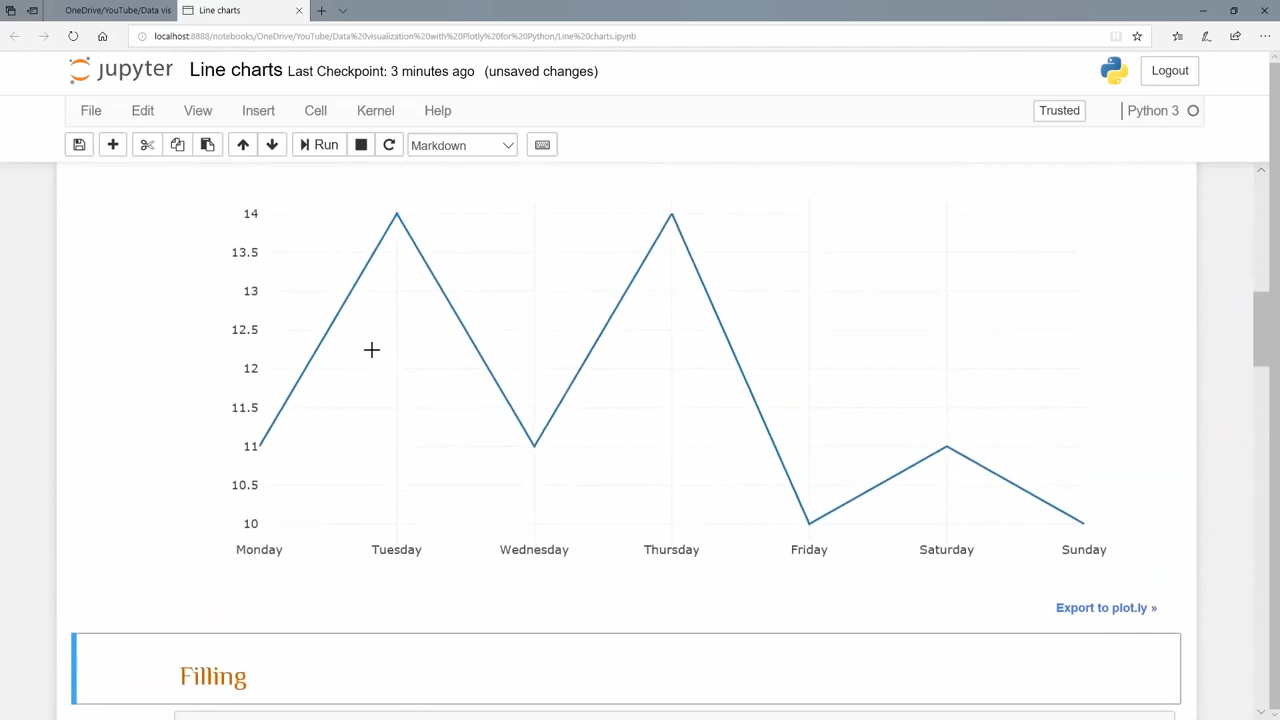 OneDrive/YouTube/Data vis
Line charts
localhost:8888/notebooks/OneDrive/YouTube/Data%20visualization%20with%20Plotly%20for%20Python/Line%20charts.ipynb
jupyter Line charts Last Checkpoint: 3 minutes ago (unsaved changes)
Logout
File Edit View Insert Cell Kernel Help
Trusted
Python 3
Run
Markdown
14
13.5
13
12.5
12
11.5
11
10.5
10
Monday Tuesday Wednesday Thursday Friday Saturday Sunday
Export to plot.ly »
Filling